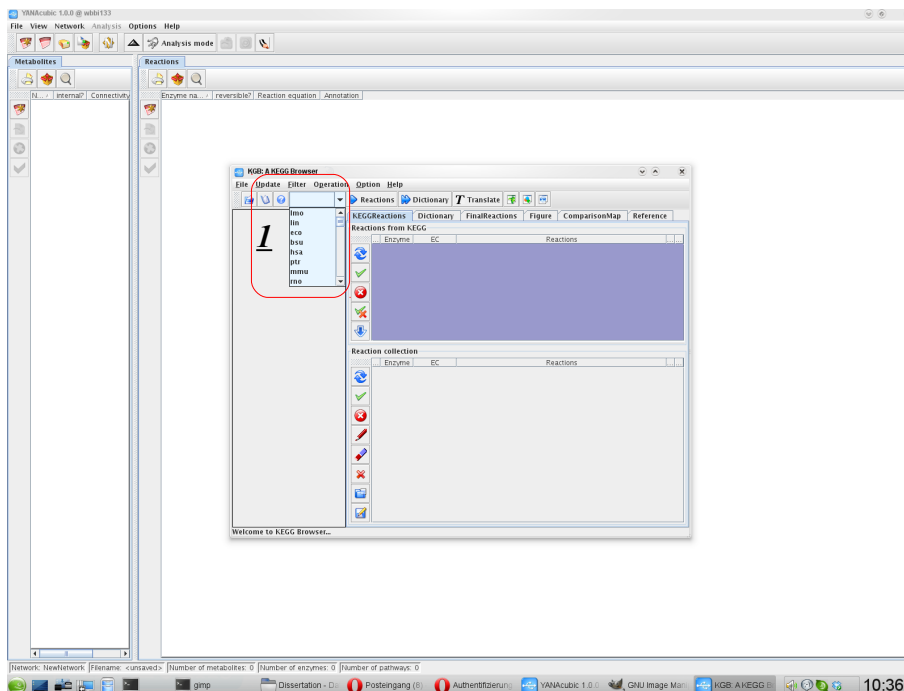 YANAcubic 1.0.0 @ wbbi133
File View Network Analysis Options Help
Analysis mode
Metabolites Reactions
N... / internal? Connectivity Enzyme na... / reversible? Reaction equation Annotation
KGB: A KEGG Browser
File Update Filter Operation Option Help
Reactions Dictionary T Translate
lmo
lin
eco
bsu
hsa
ptr
mmu
rno
1
KEGGReactions Dictionary FinalReactions Figure ComparisonMap Reference
Reactions from KEGG
... Enzyme EC Reactions ... ...
Reaction collection
... Enzyme EC Reactions ... ...
Welcome to KEGG Browser...
Network: NewNetwork Filename: <unsaved> Number of metabolites: 0 Number of enzymes: 0 Number of pathways: 0
gimp Dissertation - Da Posteingang (6) Authentifizierung YANAcubic 1.0.0 GNU Image Mani KGB: A KEGG B 10:36